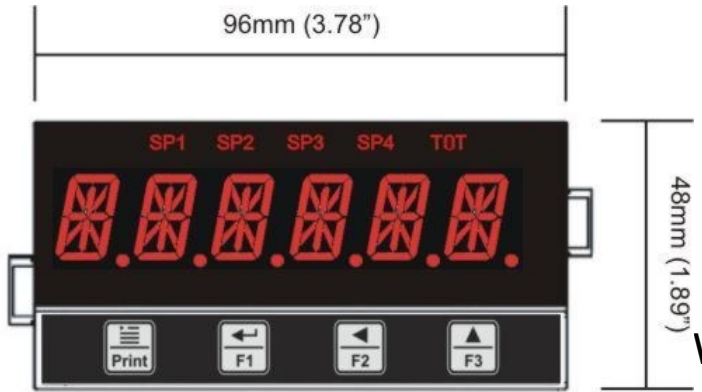 96mm (3.78”)
SP1 SP2 SP3 SP4 TOT
48mm (1.89”)
Print F1 F2 F3